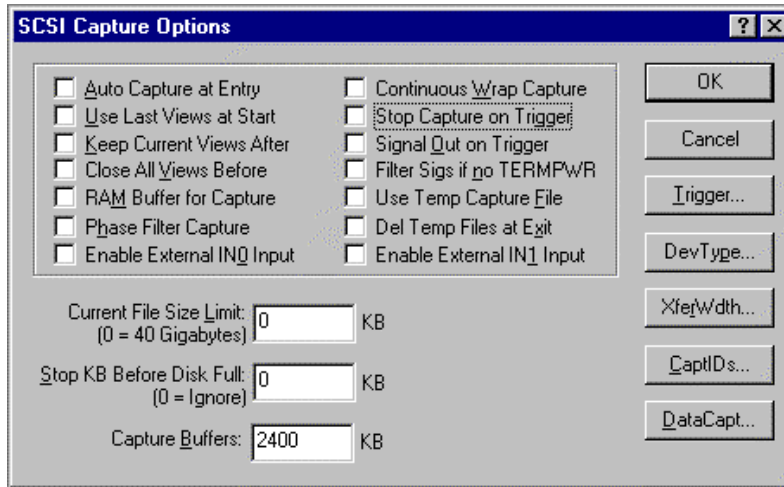 SCSI Capture Options
Auto Capture at Entry
Use Last Views at Start
Keep Current Views After
Close All Views Before
RAM Buffer for Capture
Phase Filter Capture
Enable External IN0 Input
Continuous Wrap Capture
Stop Capture on Trigger
Signal Out on Trigger
Filter Sigs if no TERMPWR
Use Temp Capture File
Del Temp Files at Exit
Enable External IN1 Input
Current File Size Limit:
(0 = 40 Gigabytes)
0 KB
Stop KB Before Disk Full:
(0 = Ignore)
0 KB
Capture Buffers: 2400 KB
OK
Cancel
Trigger...
DevType...
XferWdth...
CaptIDs...
DataCapt...